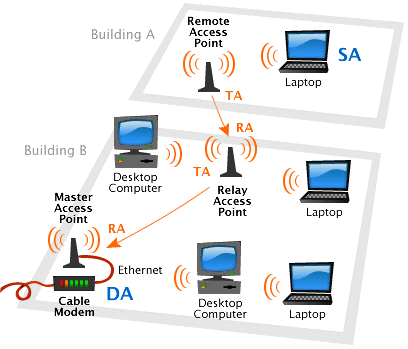 Building A
Remote
Access
Point
SA
Laptop
TA
RA
Building B
Desktop
Computer
TA
Relay
Access
Point
Laptop
Master
Access
Point
RA
Ethernet
Cable
Modem
DA
Desktop
Computer
Laptop